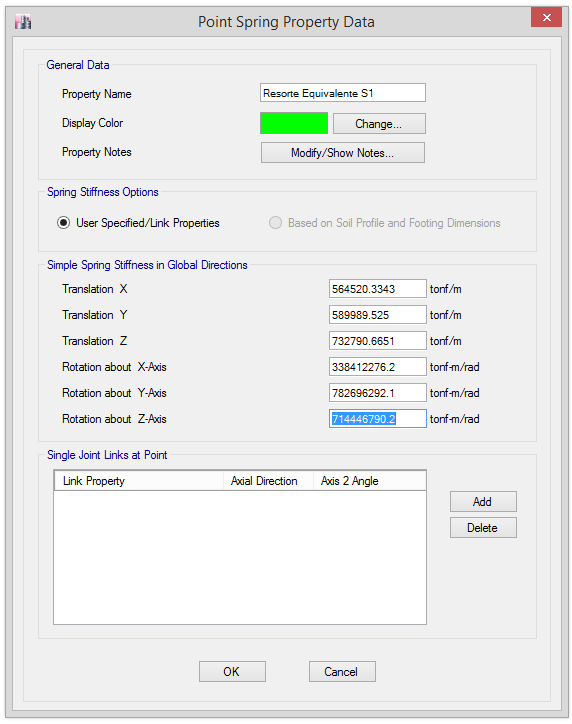 Point Spring Property Data
General Data
Property Name Resorte Equivalente S1
Display Color Change...
Property Notes Modify/Show Notes...
Spring Stiffness Options
User Specified/Link Properties Based on Soil Profile and Footing Dimensions
Simple Spring Stiffness in Global Directions
Translation X 564520.3343 tonf/m
Translation Y 589989.525 tonf/m
Translation Z 732790.6651 tonf/m
Rotation about X-Axis 338412276.2 tonf-m/rad
Rotation about Y-Axis 782696292.1 tonf-m/rad
Rotation about Z-Axis 714446790.2 tonf-m/rad
Single Joint Links at Point
Link Property Axial Direction Axis 2 Angle
Add
Delete
OK Cancel